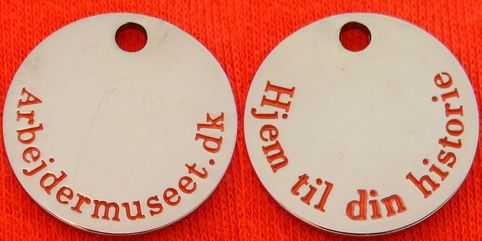 Arbejdermuseet.dk
Hjem til din historie